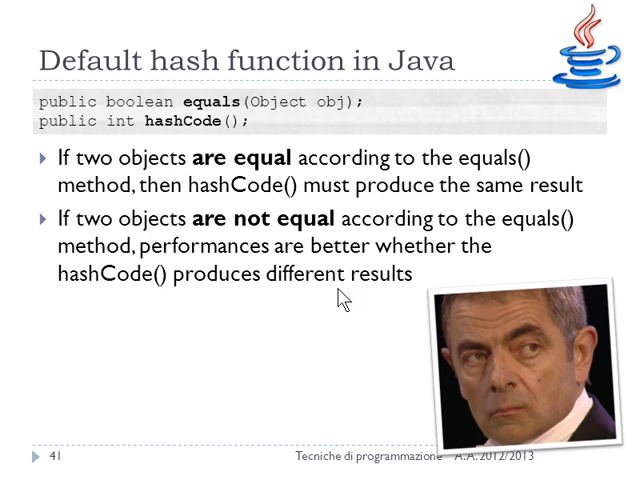 Default hash function in Java
public boolean equals(Object obj);
public int hashCode();
If two objects are equal according to the equals()
method, then hashCode() must produce the same result
If two objects are not equal according to the equals()
method, performances are better whether the
hashCode() produces different results
41 Tecniche di programmazione A.A. 2012/2013